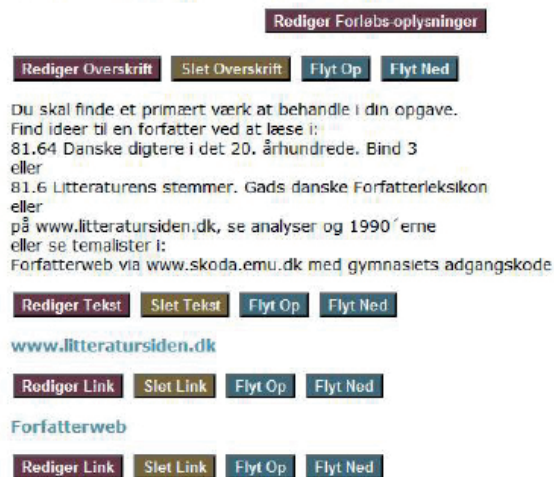 Rediger Forløbs-oplysninger
Rediger Overskrift Slet Overskrift Flyt Op Flyt Ned
Du skal finde et primært værk at behandle i din opgave.
Find ideer til en forfatter ved at læse i:
81.64 Danske digtere i det 20. århundrede. Bind 3
eller
81.6 Litteraturens stemmer. Gads danske Forfatterleksikon
eller
på www.litteratursiden.dk, se analyser og 1990´erne
eller se temalister i:
Forfatterweb via www.skoda.emu.dk med gymnasiets adgangskode
Rediger Tekst Slet Tekst Flyt Op Flyt Ned
www.litteratursiden.dk
Rediger Link Slet Link Flyt Op Flyt Ned
Forfatterweb
Rediger Link Slet Link Flyt Op Flyt Ned